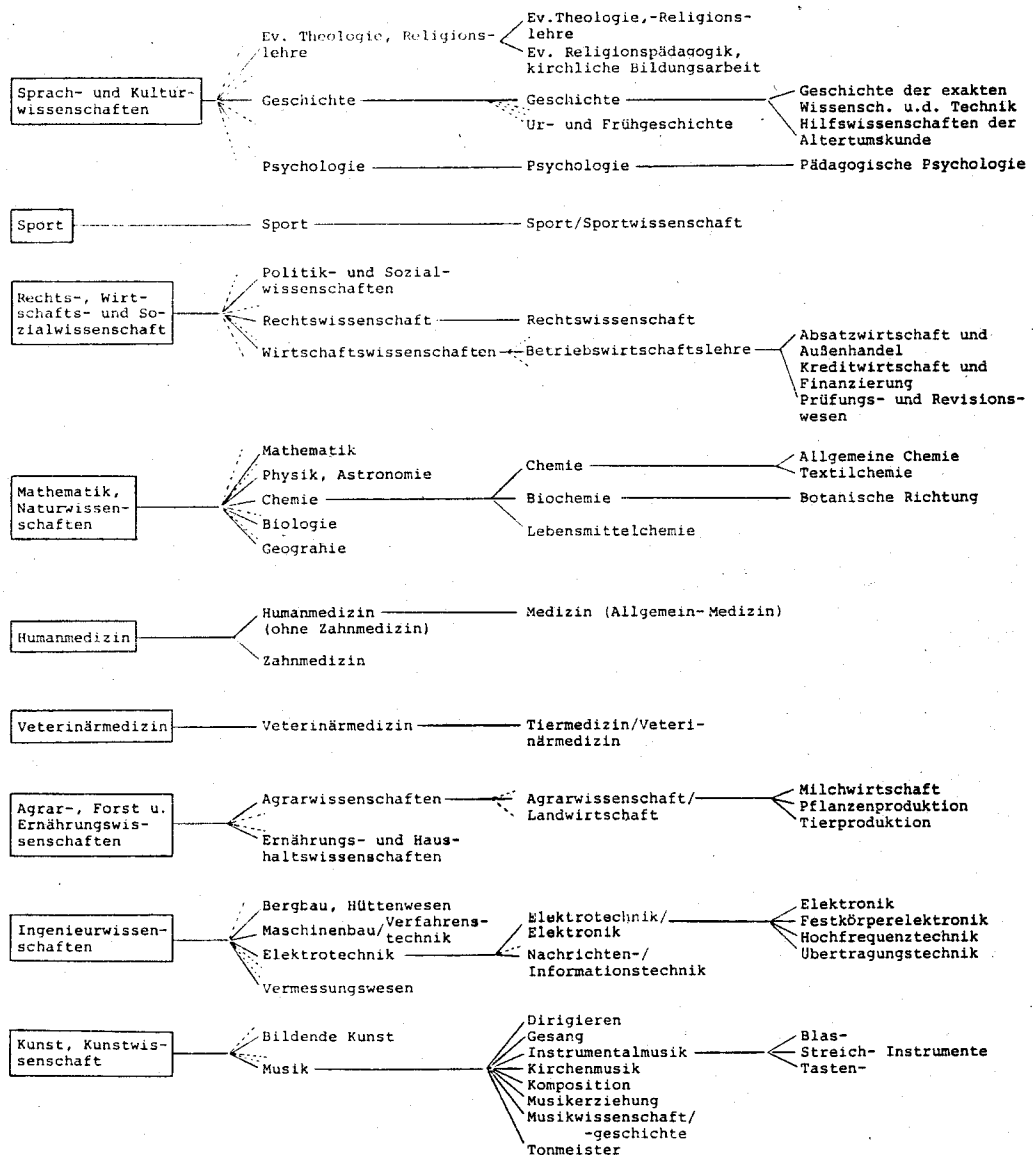 Ev. Theologie, Religions-
lehre
Ev.Theologie,-Religions-
lehre
Ev. Religionspädagogik,
kirchliche Bildungsarbeit
Sprach- und Kultur-
wissenschaften
Geschichte
Geschichte
Ur- und Frühgeschichte
Geschichte der exakten
Wissensch. u.d. Technik
Hilfswissenschaften der
Altertumskunde
Psychologie
Psychologie
Pädagogische Psychologie
Sport
Sport
Sport/Sportwissenschaft
Rechts-, Wirt-
schafts- und So-
zialwissenschaft
Politik- und Sozial-
wissenschaften
Rechtswissenschaft
Rechtswissenschaft
Wirtschaftswissenschaften
Betriebswirtschaftslehre
Absatzwirtschaft und
Außenhandel
Kreditwirtschaft und
Finanzierung
Prüfungs- und Revisions-
wesen
Mathematik,
Naturwissen-
schaften
Mathematik
Physik, Astronomie
Chemie
Biologie
Geograhie
Chemie
Biochemie
Lebensmittelchemie
Allgemeine Chemie
Textilchemie
Botanische Richtung
Humanmedizin
Humanmedizin
(ohne Zahnmedizin)
Zahnmedizin
Medizin (Allgemein-Medizin)
Veterinärmedizin
Veterinärmedizin
Tiermedizin/Veteri-
närmedizin
Agrar-, Forst u.
Ernährungswis-
senschaften
Agrarwissenschaften
Ernährungs- und Haus-
haltswissenschaften
Agrarwissenschaft/
Landwirtschaft
Milchwirtschaft
Pflanzenproduktion
Tierproduktion
Ingenieurwissen-
schaften
Bergbau, Hüttenwesen
Maschinenbau/Verfahrens-
technik
Elektrotechnik
Vermessungswesen
Elektrotechnik/
Elektronik
Nachrichten-/
Informationstechnik
Elektronik
Festkörperelektronik
Hochfrequenztechnik
Übertragungstechnik
Kunst, Kunstwis-
senschaft
Bildende Kunst
Musik
Dirigieren
Gesang
Instrumentalmusik
Kirchenmusik
Komposition
Musikerziehung
Musikwissenschaft/
-geschichte
Tonmeister
Blas-
Streich- Instrumente
Tasten-